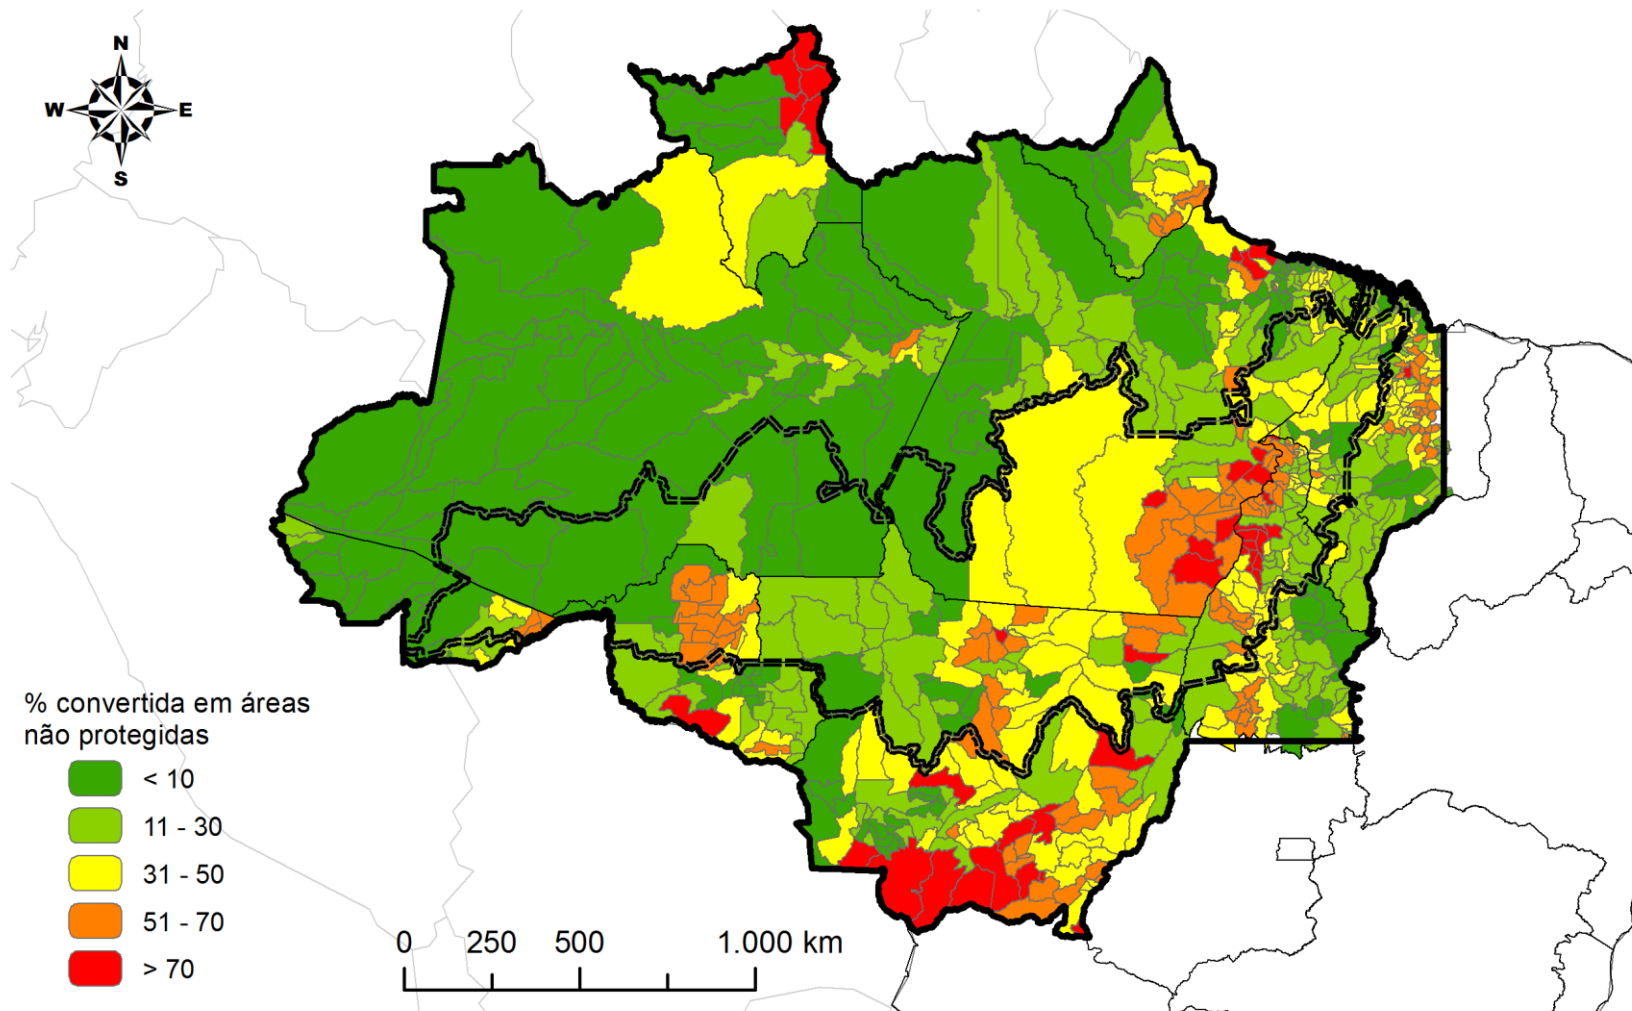 N
W E
S
% convertida em áreas
não protegidas
< 10
11 - 30
31 - 50
51 - 70
> 70
0 250 500 1.000 km